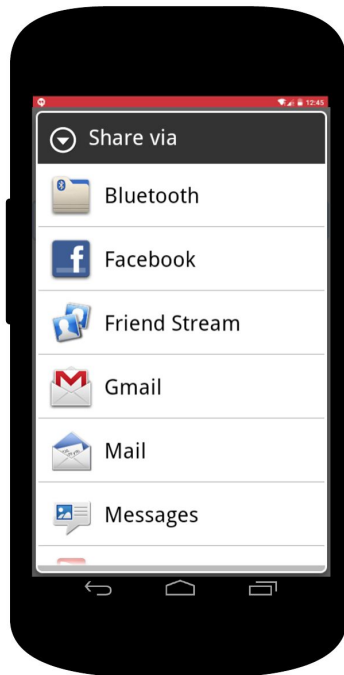 12:45
Share via
Bluetooth
Facebook
Friend Stream
Gmail
Mail
Messages